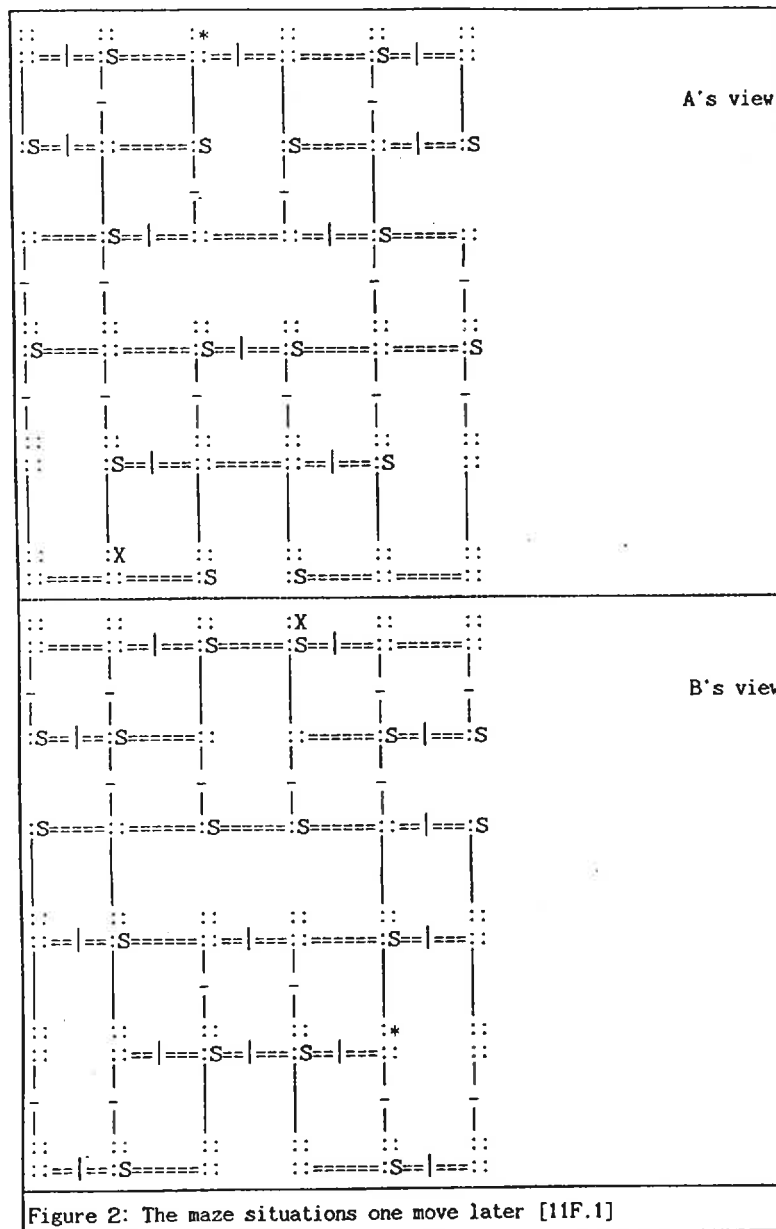 ::      ::      :*      ::      ::      ::
::==|==:S======::==|===::======:S==|===::
A's view
:S==|==::======:S      :S======::==|===:S
::=====:S==|===::======::==|===:S======::
::      ::      ::      ::      ::      ::
:S=====::======:S==|===:S======::======:S
::      ::      ::      ::      ::      ::
::      :S==|===::======::==|===:S      ::
::      :X      ::      ::      ::      ::
::=====::======:S      :S======::======::
::      ::      ::      :X      ::      ::
::=====::==|===:S======:S==|===::======::
B's view
:S==|==:S======::      ::======:S==|===:S
:S=====::======:S======:S======::==|===:S
::      ::      ::      ::      ::      ::
::==|==:S======::==|===::======:S==|===::
::      ::      ::      ::      :*      ::
::      ::==|===:S==|===:S==|===::      ::
::      ::      ::      ::      ::      ::
::==|==:S======::      ::======:S==|===::
Figure 2: The maze situations one move later [11F.1]